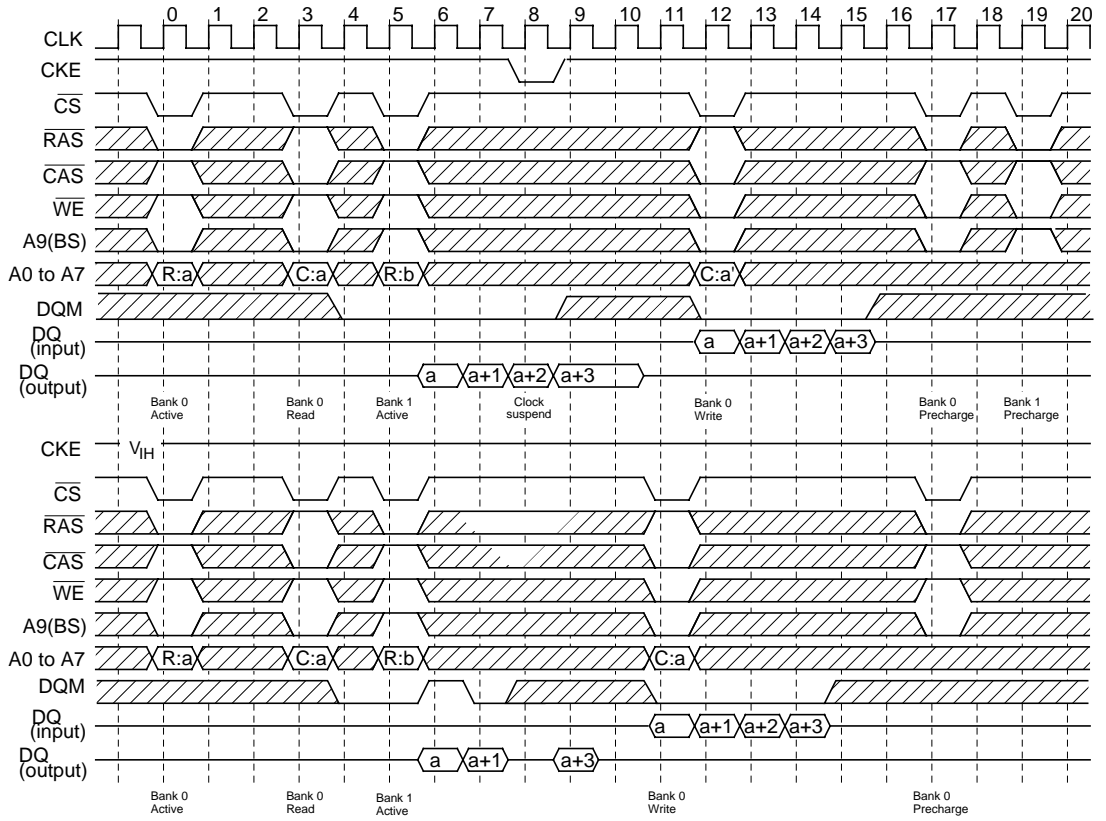 0 1 2 3 4 5 6 7 8 9 10 11 12 13 14 15 16 17 18 19 20
CLK
CKE
CS
RAS
CAS
WE
A9(BS)
A0 to A7 R:a C:a R:b C:a'
DQM
DQ (input) a a+1 a+2 a+3
DQ (output) a a+1 a+2 a+3
Bank 0 Active Bank 0 Read Bank 1 Active Clock suspend Bank 0 Write Bank 0 Precharge Bank 1 Precharge
CKE VIH
CS
RAS
CAS
WE
A9(BS)
A0 to A7 R:a C:a R:b C:a
DQM
DQ (input) a a+1 a+2 a+3
DQ (output) a a+1 a+3
Bank 0 Active Bank 0 Read Bank 1 Active Bank 0 Write Bank 0 Precharge